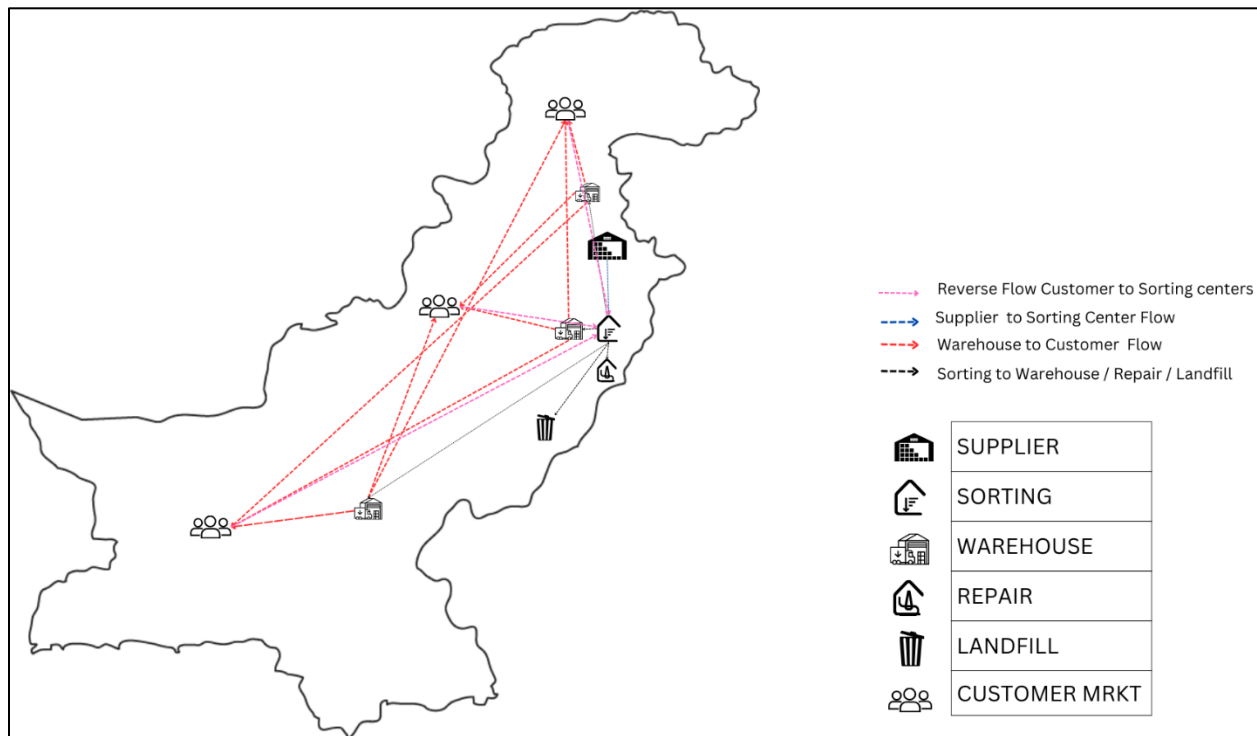 Reverse Flow Customer to Sorting centers
Supplier to Sorting Center Flow
Warehouse to Customer Flow
Sorting to Warehouse / Repair / Landfill
SUPPLIER
SORTING
WAREHOUSE
REPAIR
LANDFILL
CUSTOMER MRKT